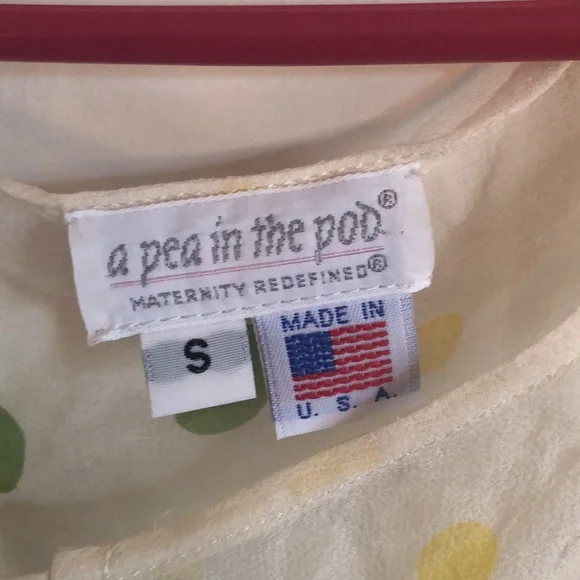 a pea in the pod®
MATERNITY REDEFINED®
S
MADE IN
U. S. A.